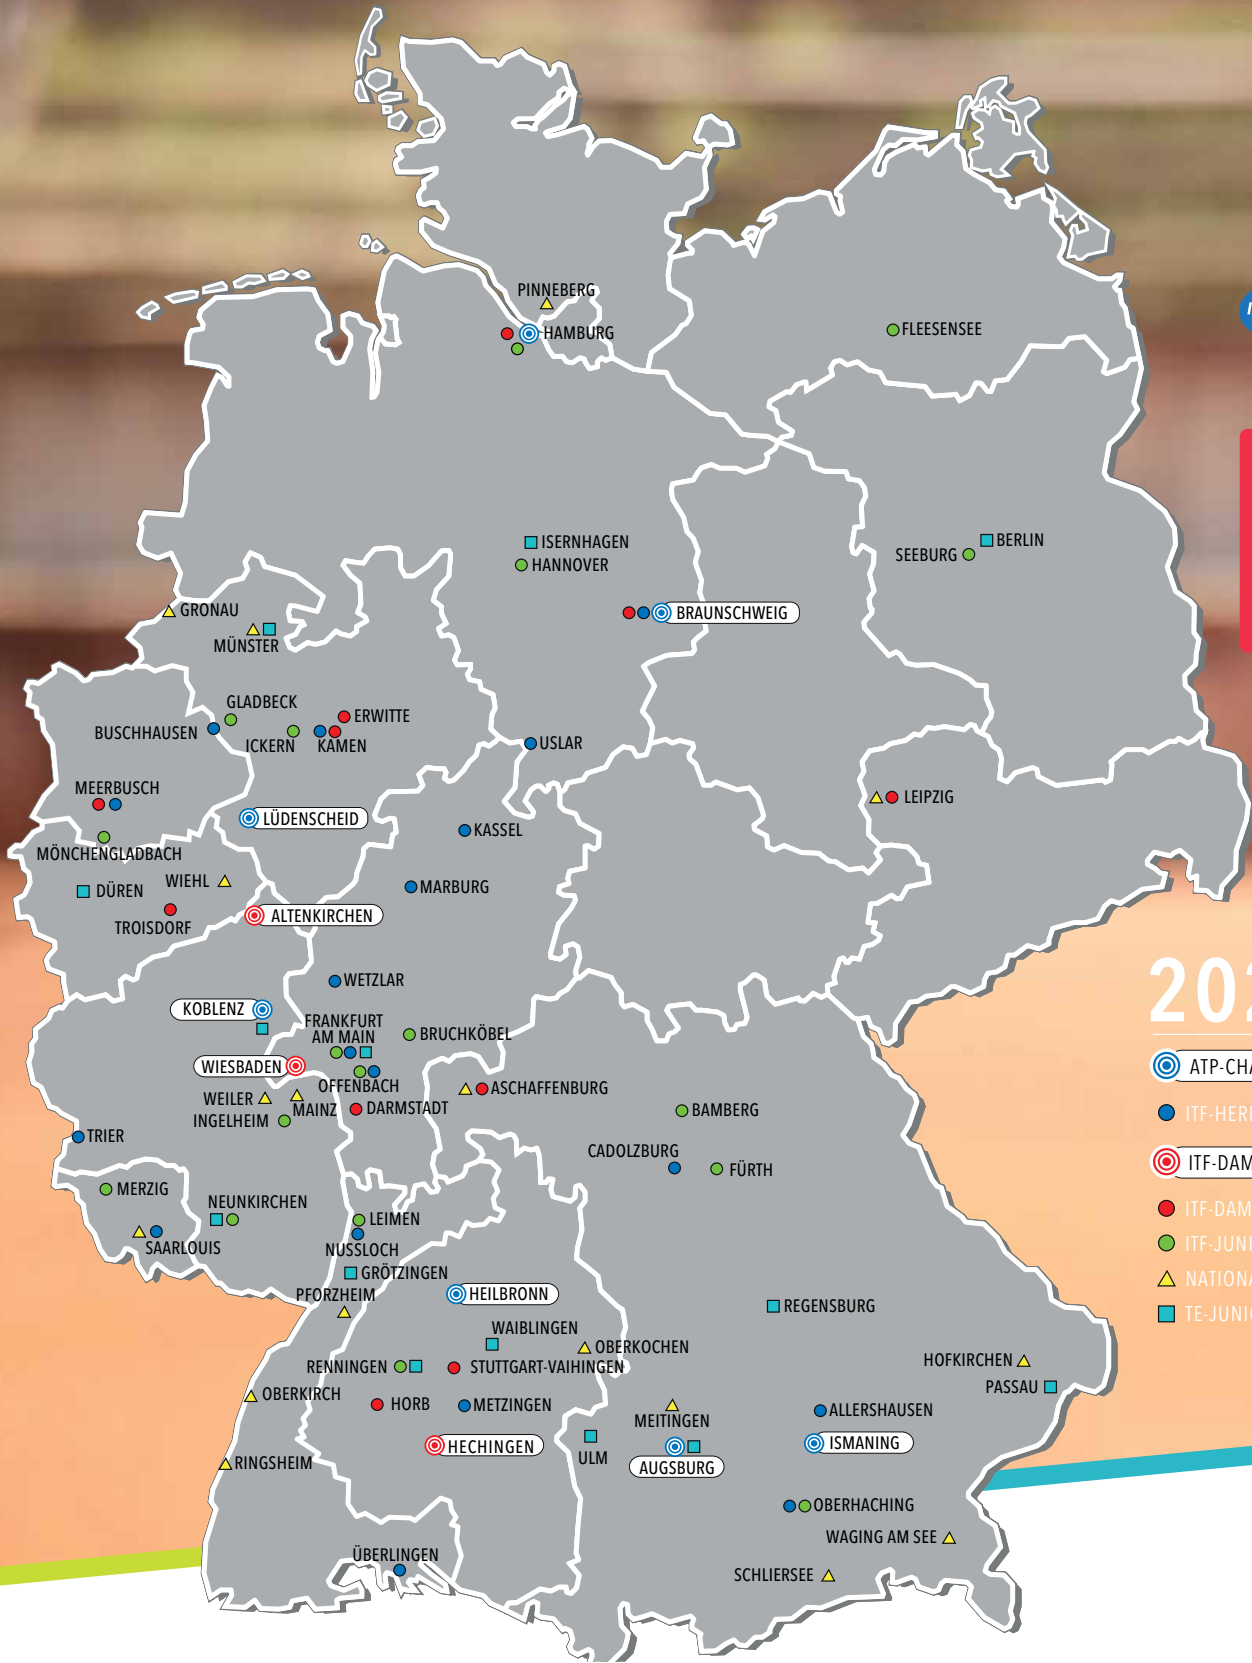 PINNEBERG
HAMBURG
FLEESENSEE
ISERNHAGEN
HANNOVER
BERLIN
SEEBURG
BRAUNSCHWEIG
GRONAU
MÜNSTER
GLADBECK
ERWITTE
BUSCHHAUSEN
ICKERN
KAMEN
USLAR
MEERBUSCH
LEIPZIG
LÜDENSCHEID
KASSEL
MÖNCHENGLADBACH
WIEHL
DÜREN
MARBURG
TROISDORF
ALTENKIRCHEN
WETZLAR
KOBLENZ
FRANKFURT
AM MAIN
BRUCHKÖBEL
WIESBADEN
OFFENBACH
ASCHAFFENBURG
WEILER
MAINZ
DARMSTADT
INGELHEIM
BAMBERG
TRIER
CADOLZBURG
FÜRTH
MERZIG
NEUNKIRCHEN
LEIMEN
SAARLOUIS
NUSSLOCH
GRÖTZINGEN
PFORZHEIM
HEILBRONN
REGENSBURG
WAIBLINGEN
OBERKOCHEN
RENNINGEN
STUTTGART-VAIHINGEN
HOFKIRCHEN
PASSAU
OBERKIRCH
HORB
METZINGEN
MEITINGEN
ALLERSHAUSEN
HECHINGEN
ISMANING
RINGSHEIM
ULM
AUGSBURG
OBERHACHING
WAGING AM SEE
ÜBERLINGEN
SCHLIERSEE
202
ATP-CHA
ITF-HER
ITF-DAM
ITF-DAM
ITF-JUNI
NATIONA
TE-JUNIO